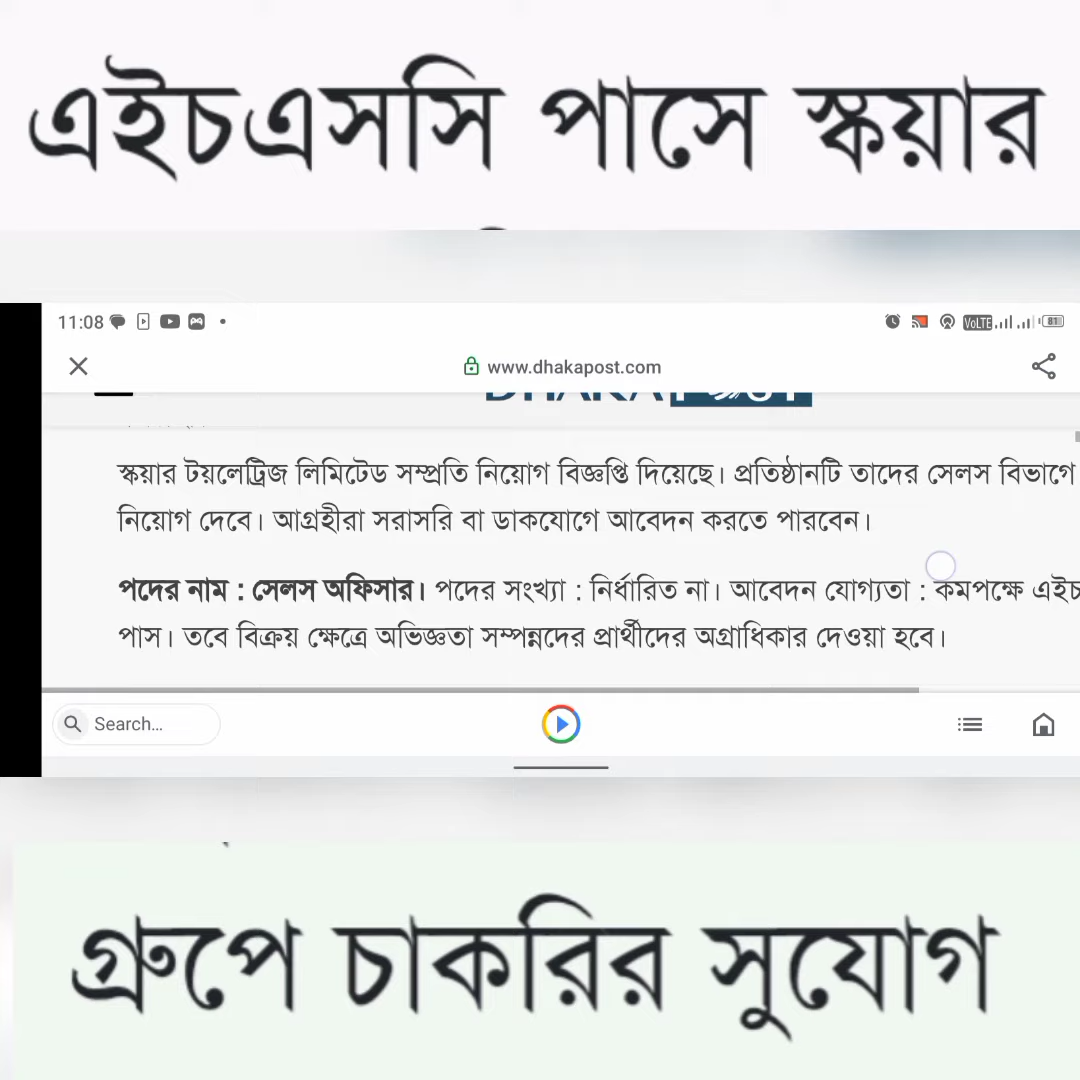 এইচএসসি পাসে স্কয়ার
11:08
VoLTE
81
www.dhakapost.com
স্কয়ার টয়লেট্রিজ লিমিটেড সম্প্রতি নিয়োগ বিজ্ঞপ্তি দিয়েছে। প্রতিষ্ঠানটি তাদের সেলস বিভাগে
নিয়োগ দেবে। আগ্রহীরা সরাসরি বা ডাকযোগে আবেদন করতে পারবেন।
পদের নাম : সেলস অফিসার। পদের সংখ্যা : নির্ধারিত না। আবেদন যোগ্যতা : কমপক্ষে এইচ
পাস। তবে বিক্রয় ক্ষেত্রে অভিজ্ঞতা সম্পন্নদের প্রার্থীদের অগ্রাধিকার দেওয়া হবে।
Search...
গ্রুপে চাকরির সুযোগ